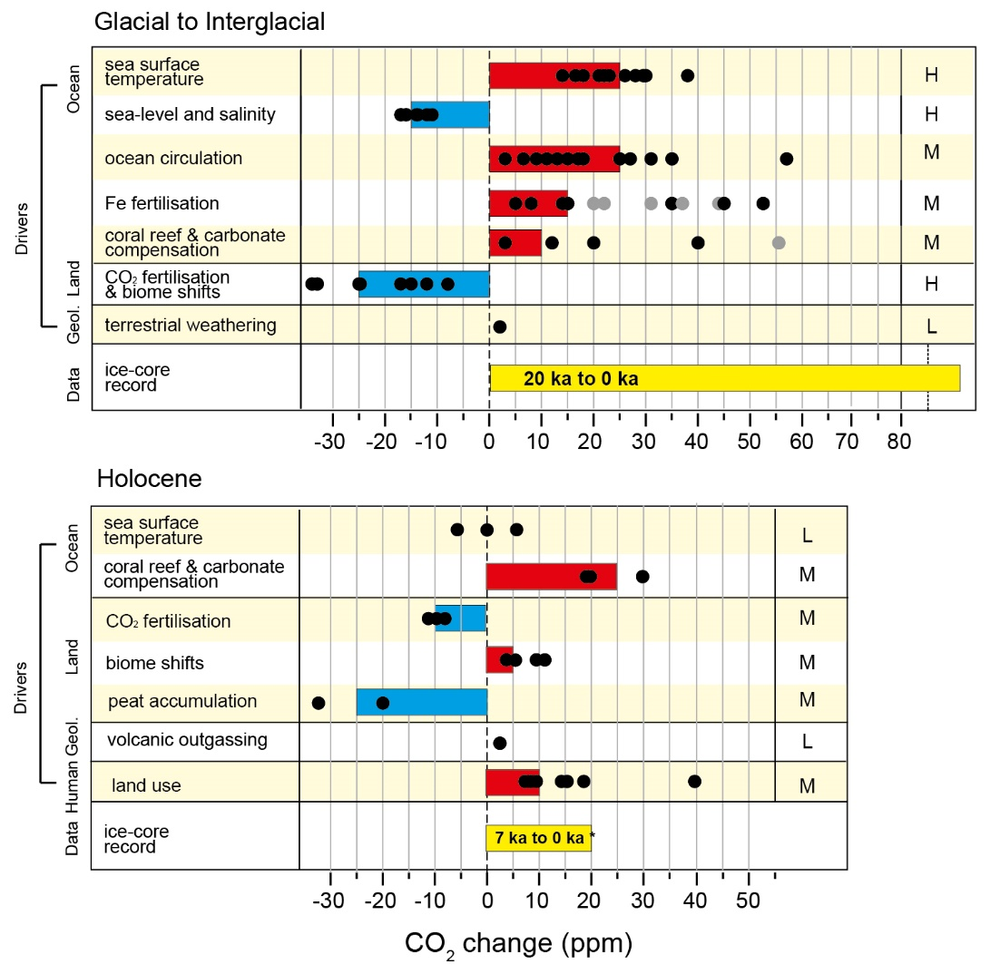 Glacial to Interglacial
Drivers
Ocean
sea surface
temperature
H
sea-level and salinity
H
ocean circulation
M
Fe fertilisation
M
coral reef & carbonate
compensation
M
Land
CO₂ fertilisation
& biome shifts
H
Geol.
terrestrial weathering
L
Data
ice-core
record
20 ka to 0 ka
-30 -20 -10 0 10 20 30 40 50 60 70 80
Holocene
Drivers
Ocean
sea surface
temperature
L
coral reef & carbonate
compensation
M
Land
CO₂ fertilisation
M
biome shifts
M
peat accumulation
M
Geol.
volcanic outgassing
L
Human
land use
M
Data
ice-core
record
7 ka to 0 ka *
-30 -20 -10 0 10 20 30 40 50
CO₂ change (ppm)